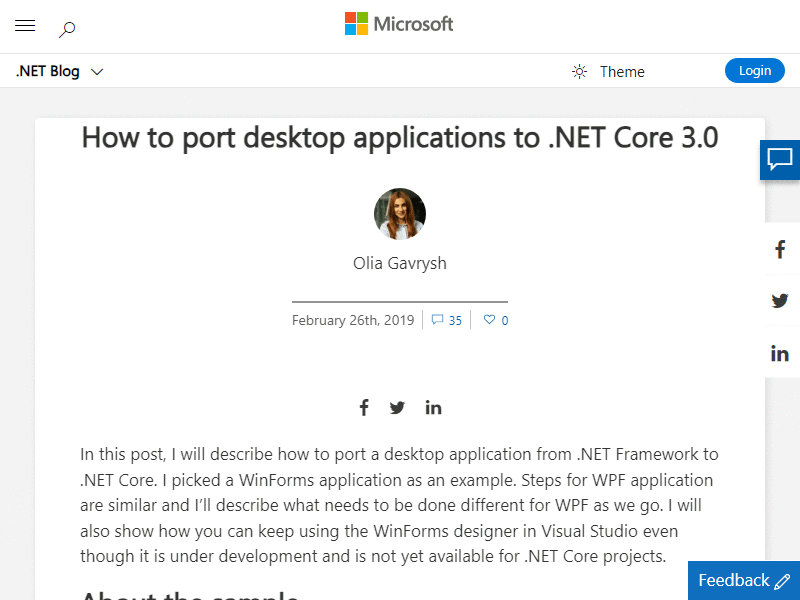 Microsoft
.NET Blog
Theme
Login
How to port desktop applications to .NET Core 3.0
Olia Gavrysh
February 26th, 2019
35
0
In this post, I will describe how to port a desktop application from .NET Framework to
.NET Core. I picked a WinForms application as an example. Steps for WPF application
are similar and I’ll describe what needs to be done different for WPF as we go. I will
also show how you can keep using the WinForms designer in Visual Studio even
though it is under development and is not yet available for .NET Core projects.
Feedback
About the sample